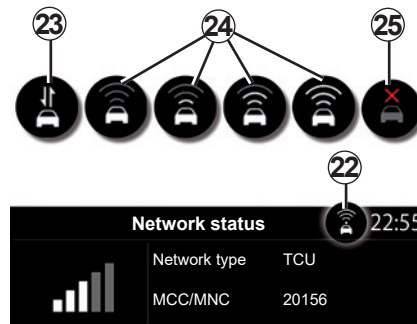 23 24 25
22
Network status 22:55
Network type TCU
MCC/MNC 20156